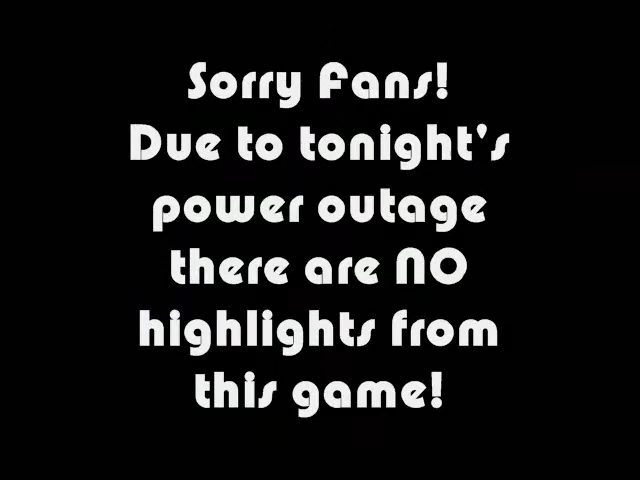 Sorry Fans!
Due to tonight's
power outage
there are NO
highlights from
this game!